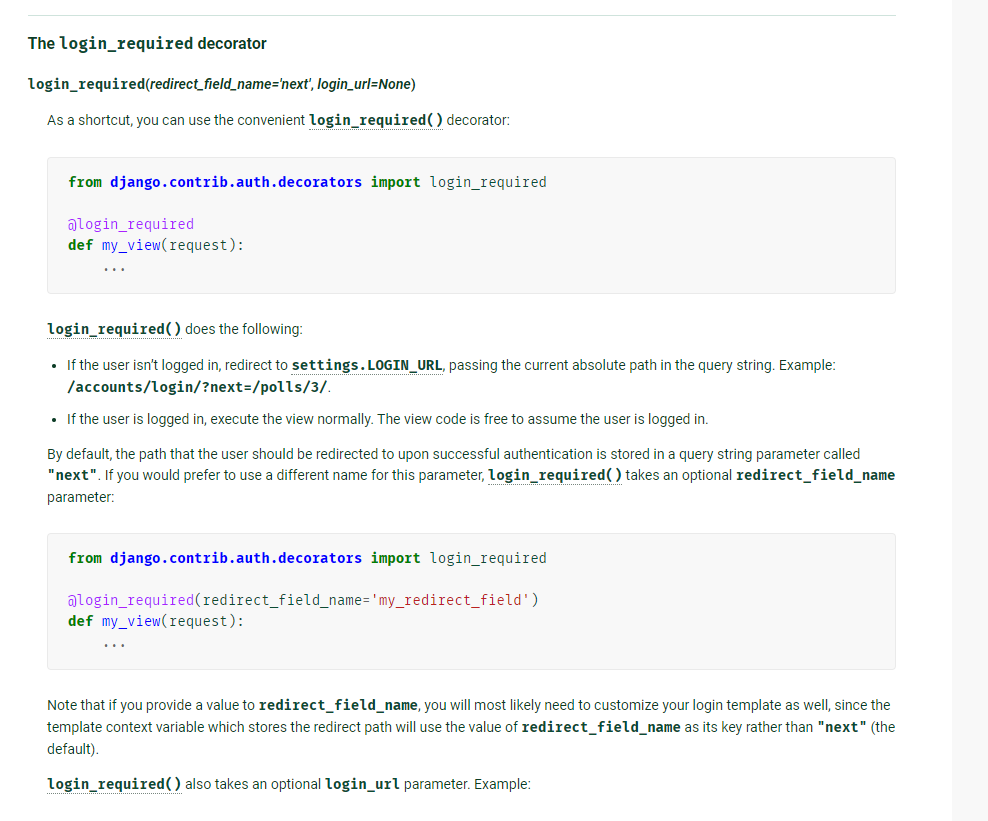 The login_required decorator
login_required(redirect_field_name='next', login_url=None)
As a shortcut, you can use the convenient login_required() decorator:
from django.contrib.auth.decorators import login_required
@login_required
def my_view(request):
    ...
login_required() does the following:
• If the user isn’t logged in, redirect to settings.LOGIN_URL, passing the current absolute path in the query string. Example:
/accounts/login/?next=/polls/3/.
• If the user is logged in, execute the view normally. The view code is free to assume the user is logged in.
By default, the path that the user should be redirected to upon successful authentication is stored in a query string parameter called
"next". If you would prefer to use a different name for this parameter, login_required() takes an optional redirect_field_name
parameter:
from django.contrib.auth.decorators import login_required
@login_required(redirect_field_name='my_redirect_field')
def my_view(request):
    ...
Note that if you provide a value to redirect_field_name, you will most likely need to customize your login template as well, since the
template context variable which stores the redirect path will use the value of redirect_field_name as its key rather than "next" (the
default).
login_required() also takes an optional login_url parameter. Example: